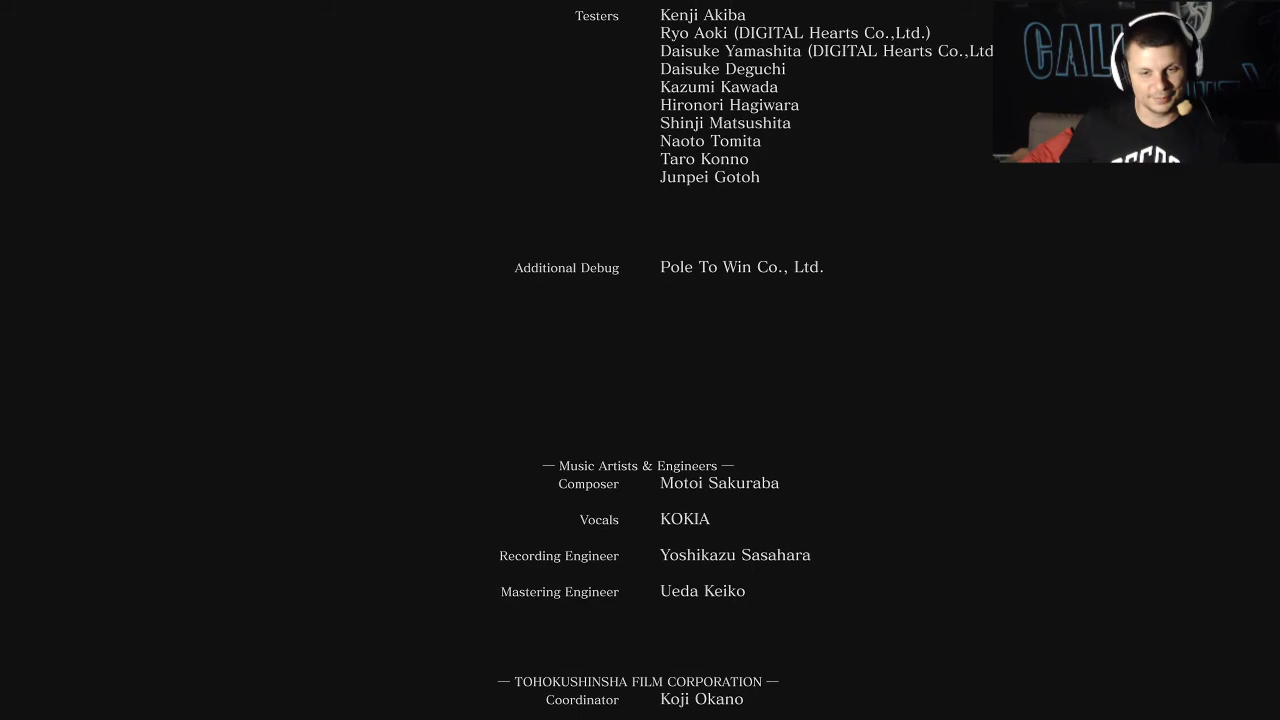 Testers Kenji Akiba
Ryo Aoki (DIGITAL Hearts Co.,Ltd.)
Daisuke Yamashita (DIGITAL Hearts Co.,Ltd
Daisuke Deguchi
Kazumi Kawada
Hironori Hagiwara
Shinji Matsushita
Naoto Tomita
Taro Konno
Junpei Gotoh
Additional Debug Pole To Win Co., Ltd.
— Music Artists & Engineers —
Composer Motoi Sakuraba
Vocals KOKIA
Recording Engineer Yoshikazu Sasahara
Mastering Engineer Ueda Keiko
— TOHOKUSHINSHA FILM CORPORATION —
Coordinator Koji Okano
CALL